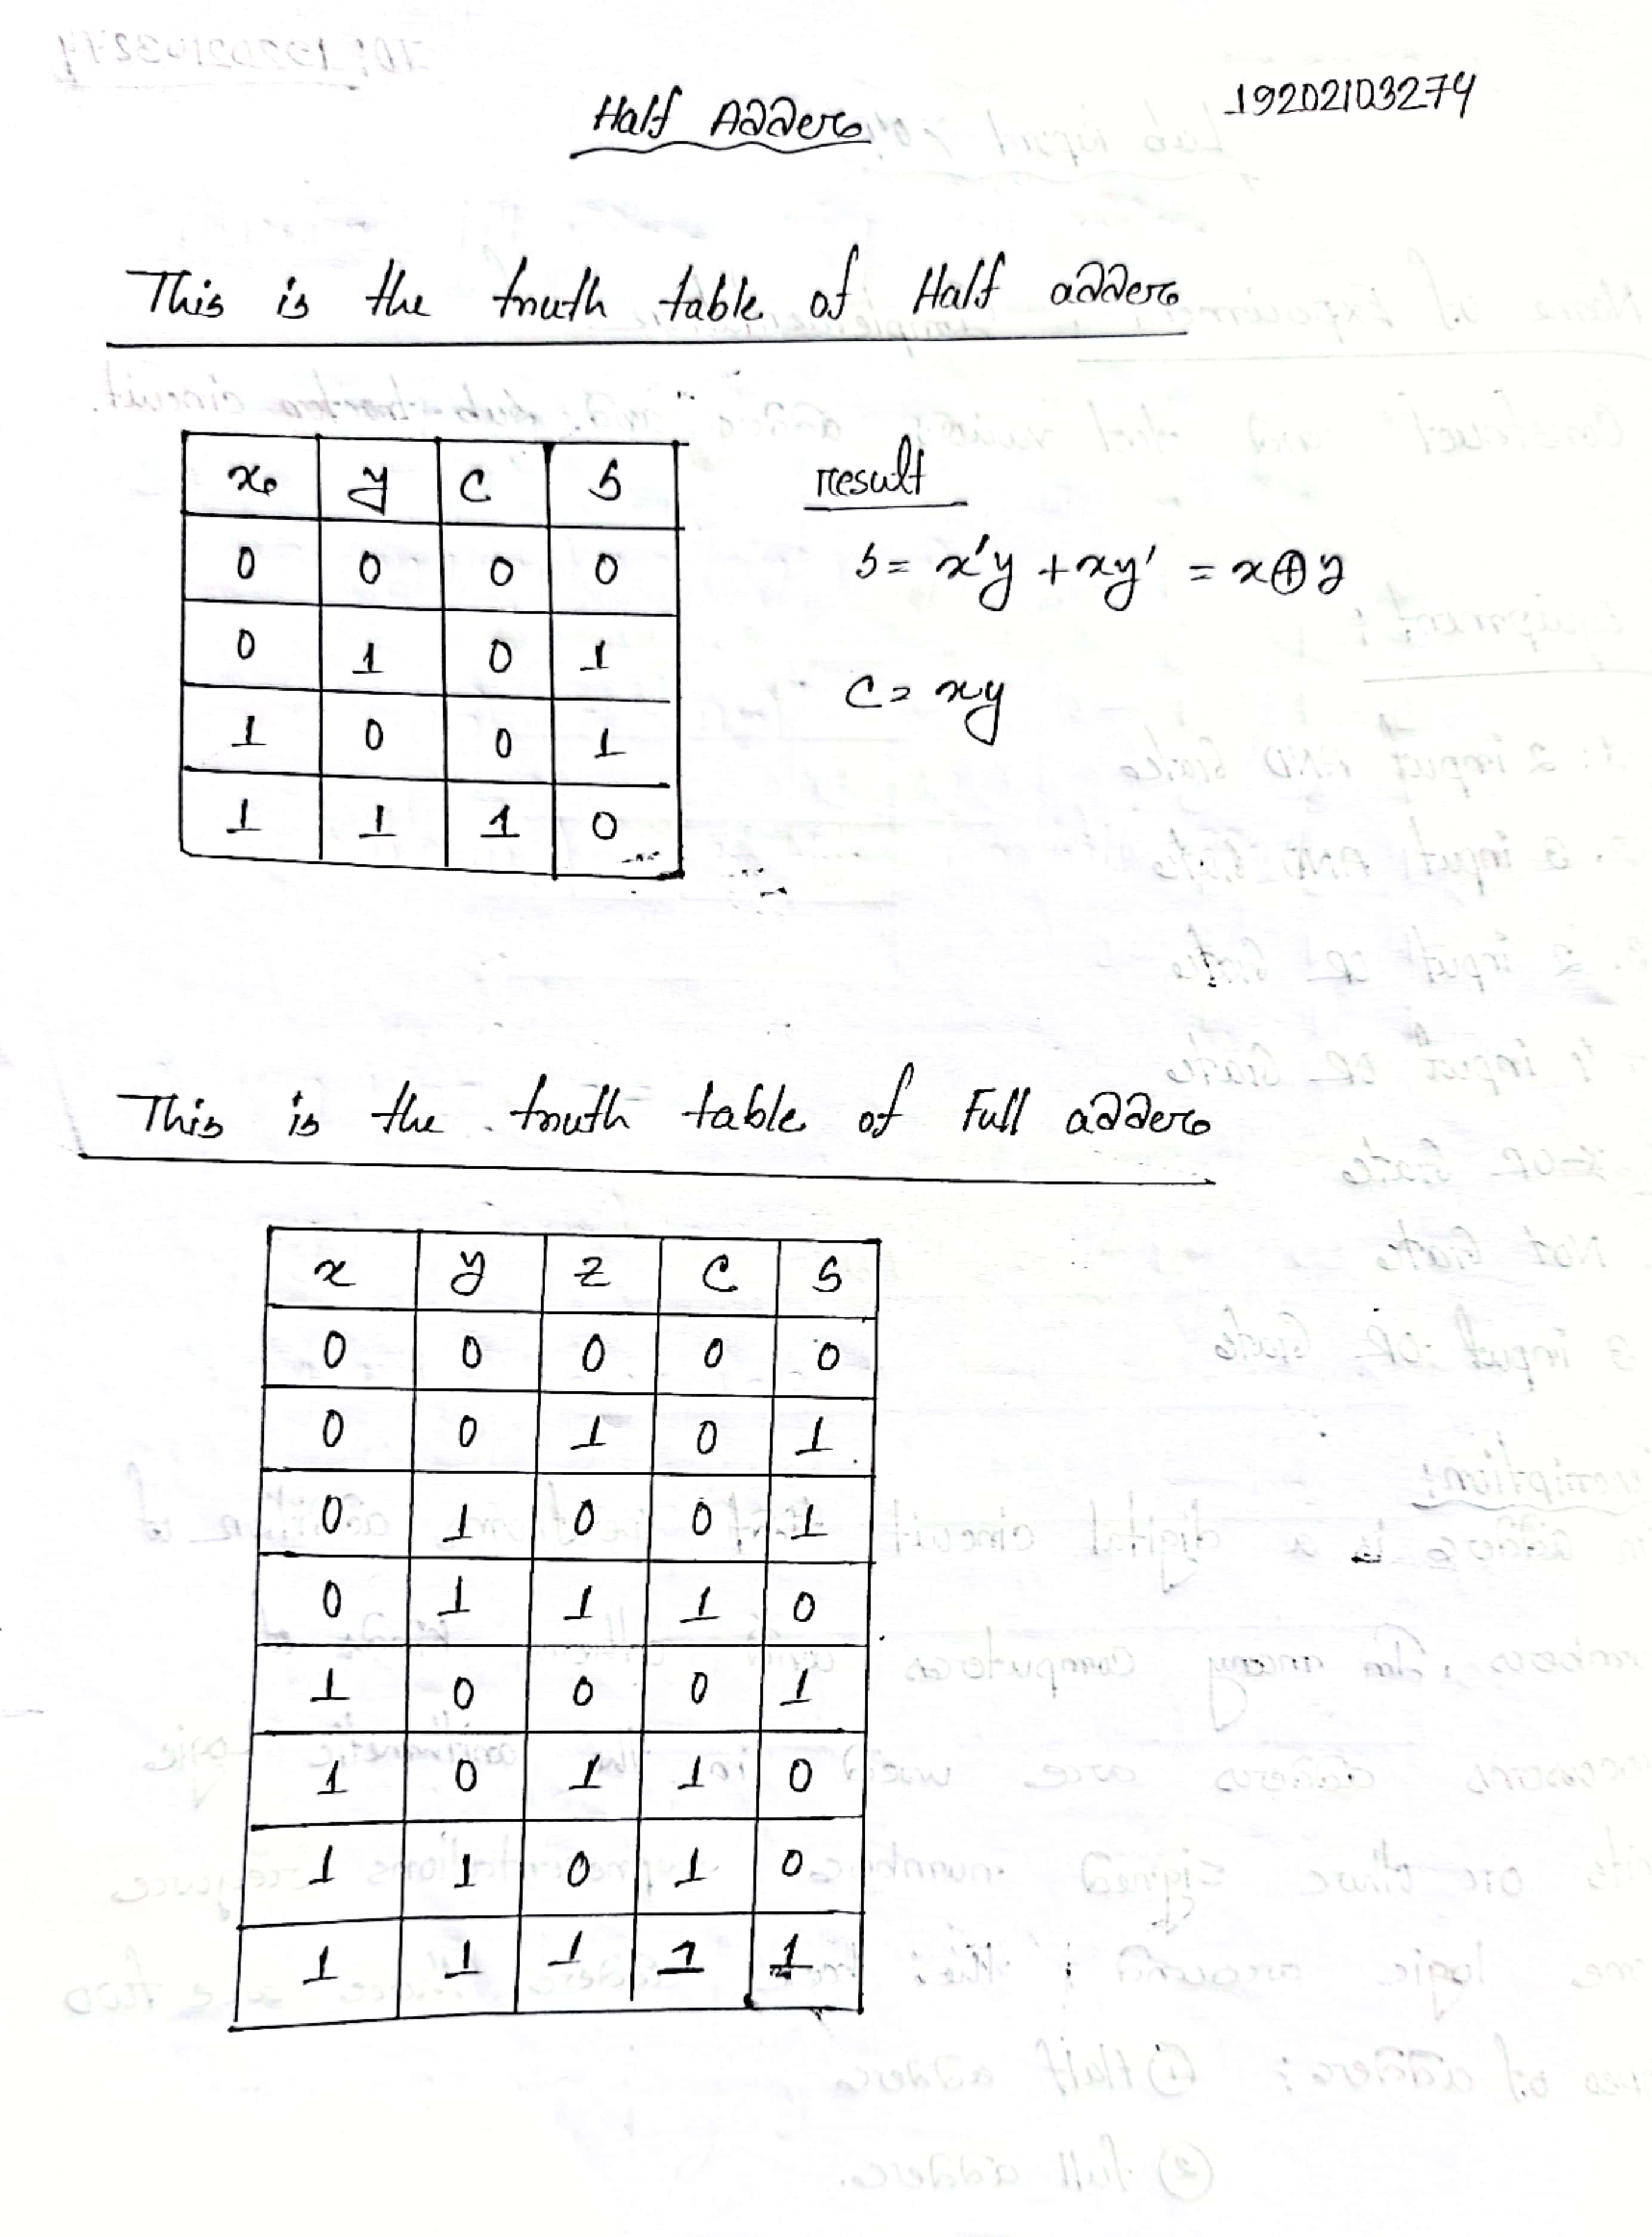 19202103274
Half Adder
This is the truth table of Half adder
x y C S
0 0 0 0
0 1 0 1
1 0 0 1
1 1 1 0
result
S = x'y + xy' = x⊕y
C = xy
This is the truth table of Full adder
x y z C S
0 0 0 0 0
0 0 1 0 1
0 1 0 0 1
0 1 1 1 0
1 0 0 0 1
1 0 1 1 0
1 1 0 1 0
1 1 1 1 1